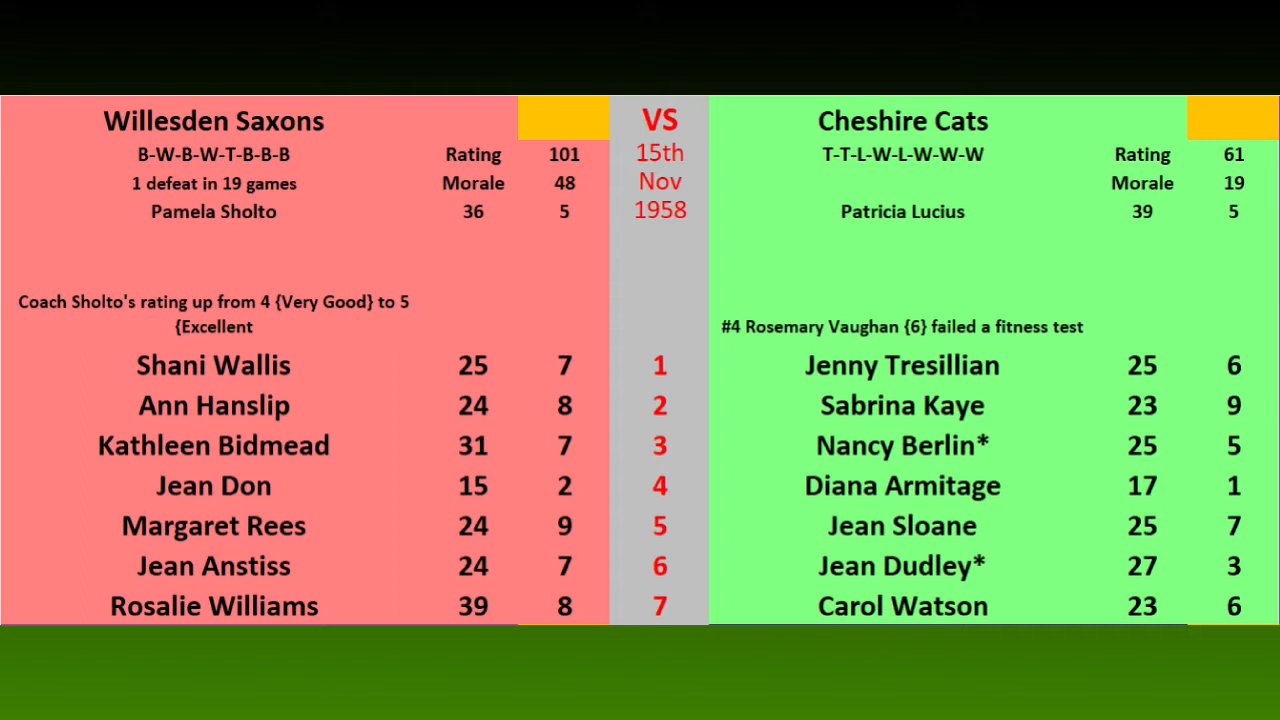 Willesden Saxons VS Cheshire Cats
B-W-B-W-T-B-B-B Rating 101 15th T-T-L-W-L-W-W-W Rating 61
1 defeat in 19 games Morale 48 Nov Morale 19
Pamela Sholto 36 5 1958 Patricia Lucius 39 5
Coach Sholto's rating up from 4 {Very Good} to 5
{Excellent #4 Rosemary Vaughan {6} failed a fitness test
Shani Wallis 25 7 1 Jenny Tresillian 25 6
Ann Hanslip 24 8 2 Sabrina Kaye 23 9
Kathleen Bidmead 31 7 3 Nancy Berlin* 25 5
Jean Don 15 2 4 Diana Armitage 17 1
Margaret Rees 24 9 5 Jean Sloane 25 7
Jean Anstiss 24 7 6 Jean Dudley* 27 3
Rosalie Williams 39 8 7 Carol Watson 23 6